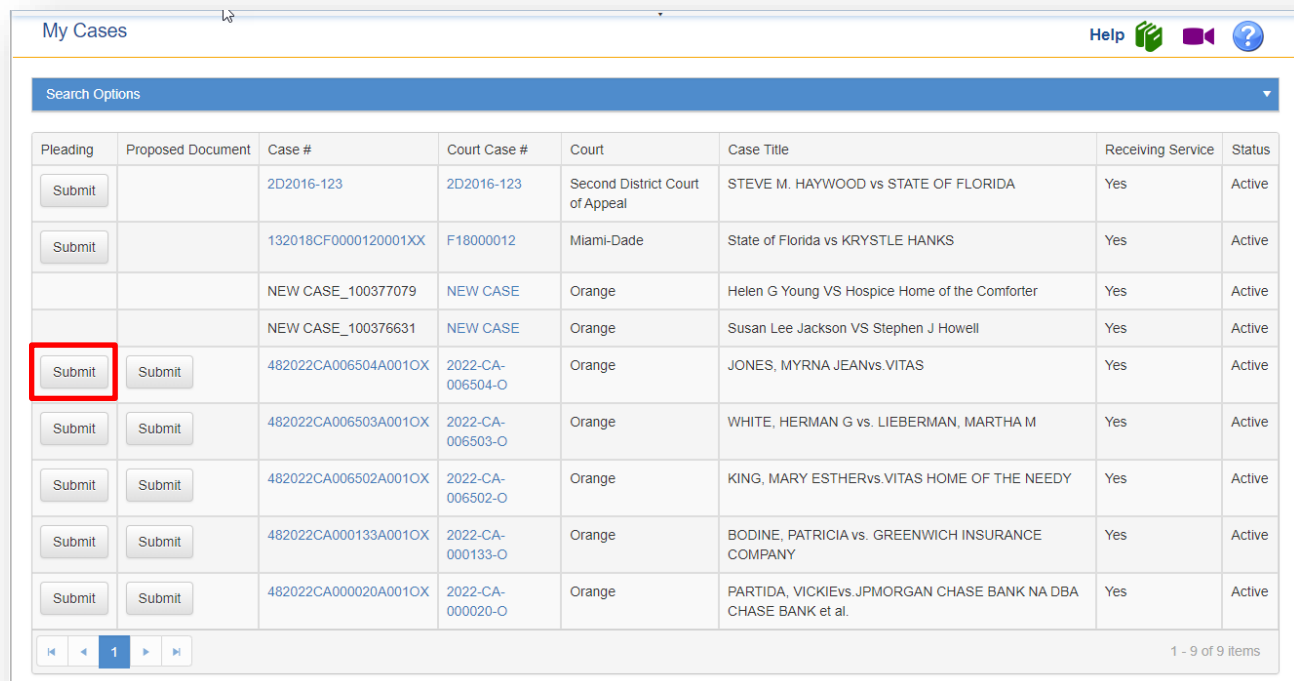 My Cases
Help
Search Options
Pleading Proposed Document Case # Court Case # Court Case Title Receiving Service Status
Submit 2D2016-123 2D2016-123 Second District Court STEVE M. HAYWOOD vs STATE OF FLORIDA Yes Active
of Appeal
Submit 132018CF0000120001XX F18000012 Miami-Dade State of Florida vs KRYSTLE HANKS Yes Active
NEW CASE_100377079 NEW CASE Orange Helen G Young VS Hospice Home of the Comforter Yes Active
NEW CASE_100376631 NEW CASE Orange Susan Lee Jackson VS Stephen J Howell Yes Active
Submit Submit 482022CA006504A001OX 2022-CA- Orange JONES, MYRNA JEANvs.VITAS Yes Active
006504-O
Submit Submit 482022CA006503A001OX 2022-CA- Orange WHITE, HERMAN G vs. LIEBERMAN, MARTHA M Yes Active
006503-O
Submit Submit 482022CA006502A001OX 2022-CA- Orange KING, MARY ESTHERvs.VITAS HOME OF THE NEEDY Yes Active
006502-O
Submit Submit 482022CA000133A001OX 2022-CA- Orange BODINE, PATRICIA vs. GREENWICH INSURANCE Yes Active
000133-O COMPANY
Submit Submit 482022CA000020A001OX 2022-CA- Orange PARTIDA, VICKIEvs.JPMORGAN CHASE BANK NA DBA Yes Active
000020-O CHASE BANK et al.
1 1 - 9 of 9 items